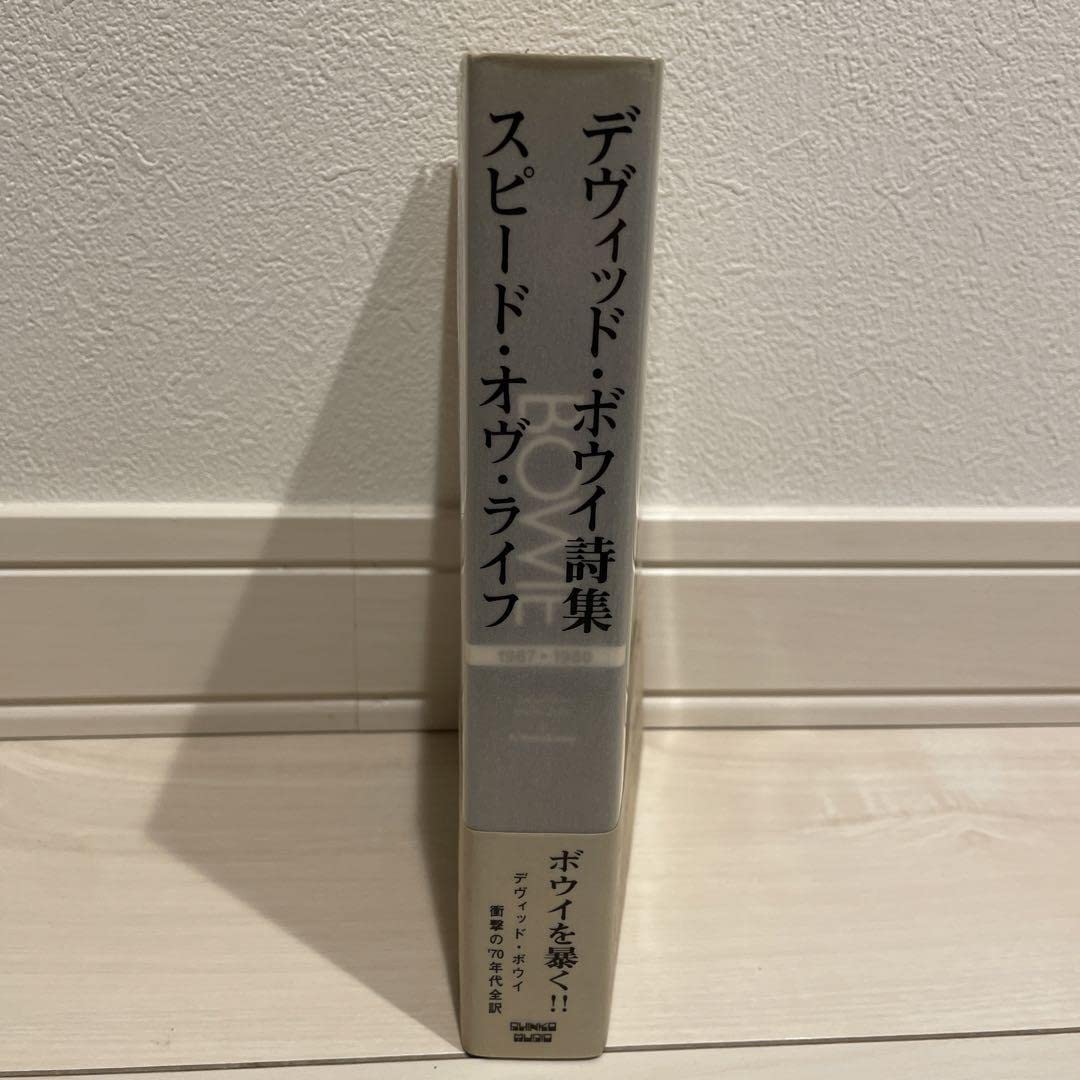 デヴィッド・ボウイ詩集
スピード・オヴ・ライフ
BOWIE
1967・1980
ボウイを暴く!!
デヴィッド・ボウイ
衝撃の'70年代全訳
SHINKO
MUSIC